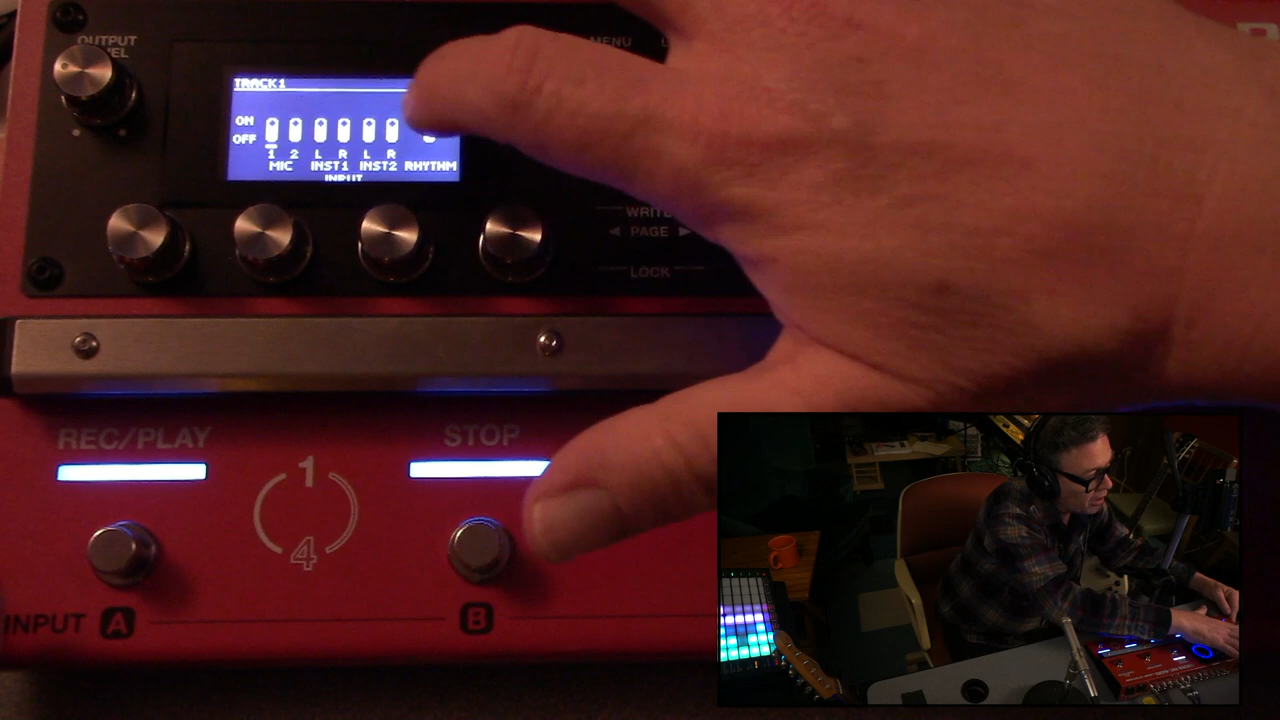 OUTPUT
MENU
TRACK1
ON
OFF
1 2 L R L R
MIC INST1 INST2 RHYTHM
INPUT
WRITE
◀ PAGE ▶
LOCK
REC/PLAY
STOP
1
4
INPUT A
B